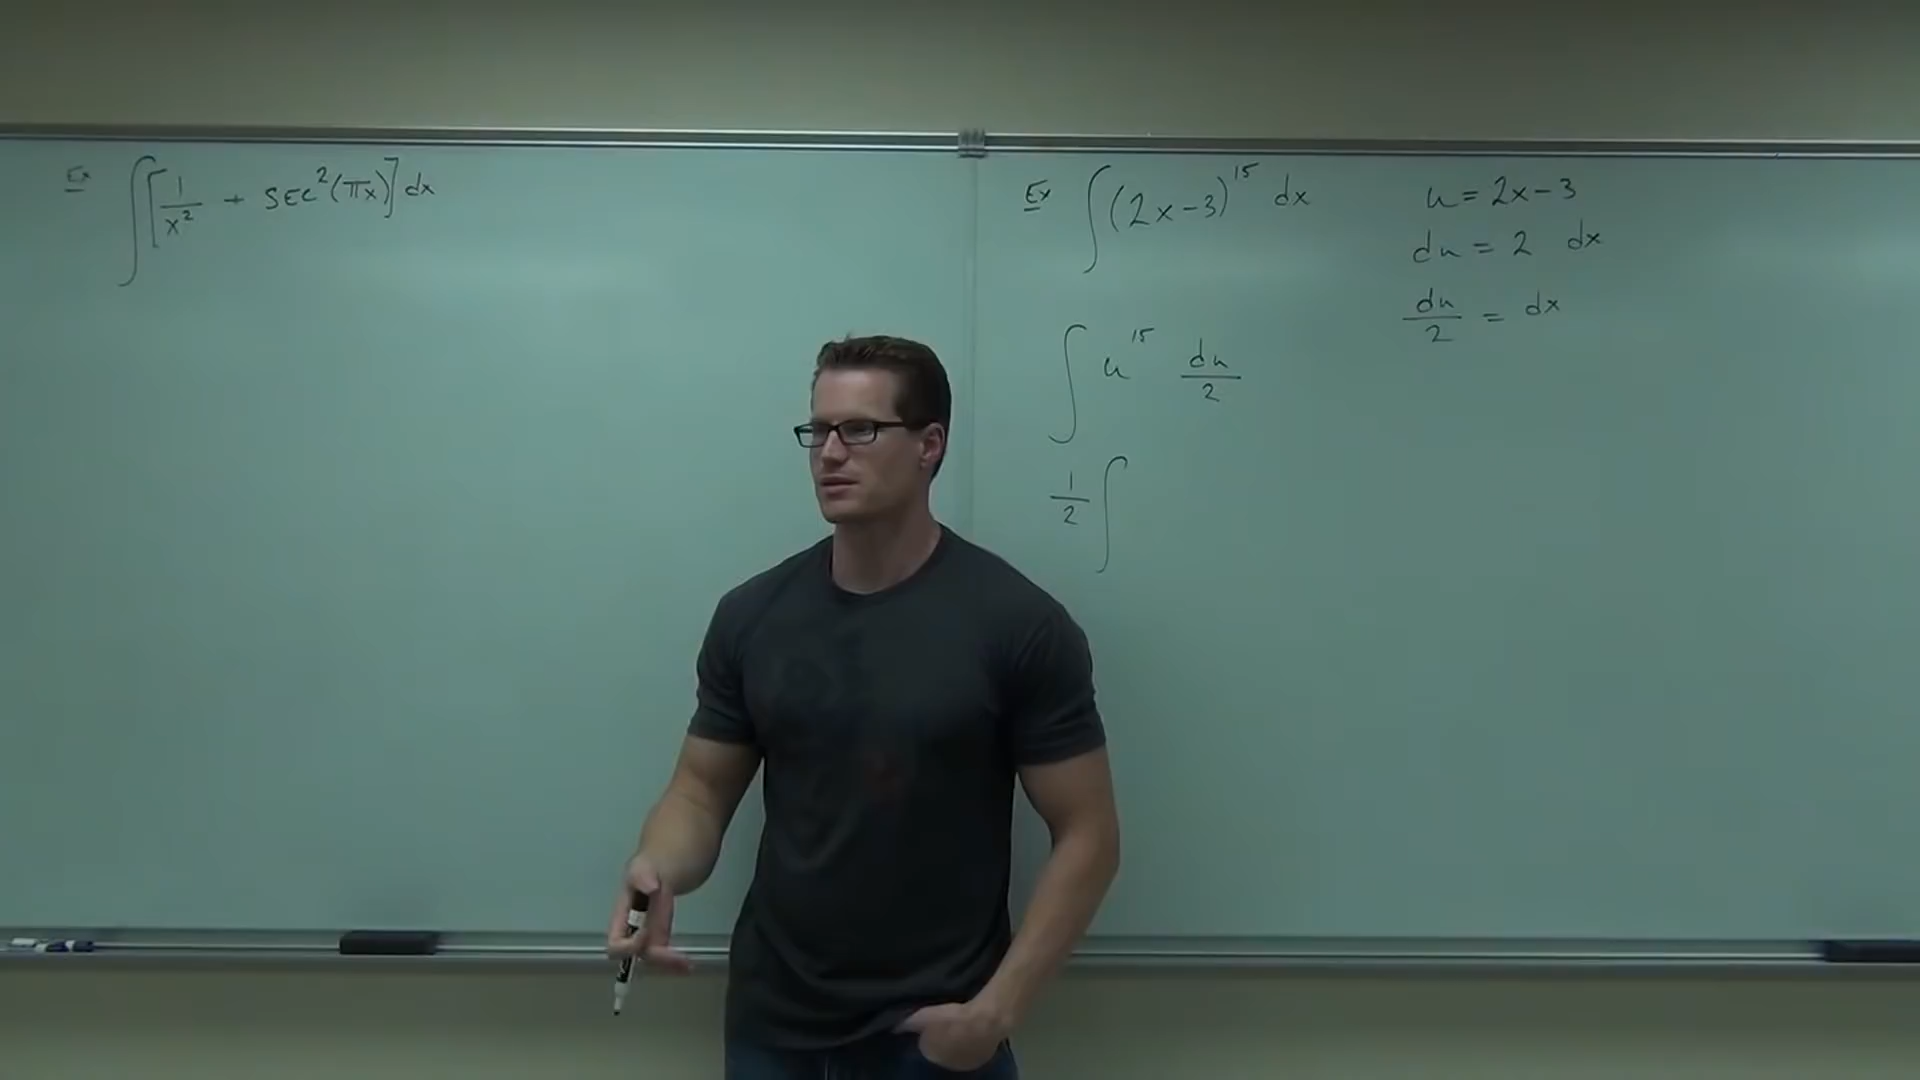 Ex ∫[1/x² + SEC²(πx)]dx
Ex ∫(2x-3)¹⁵ dx
∫ u¹⁵ du/2
1/2 ∫
u = 2x-3
du = 2 dx
du/2 = dx